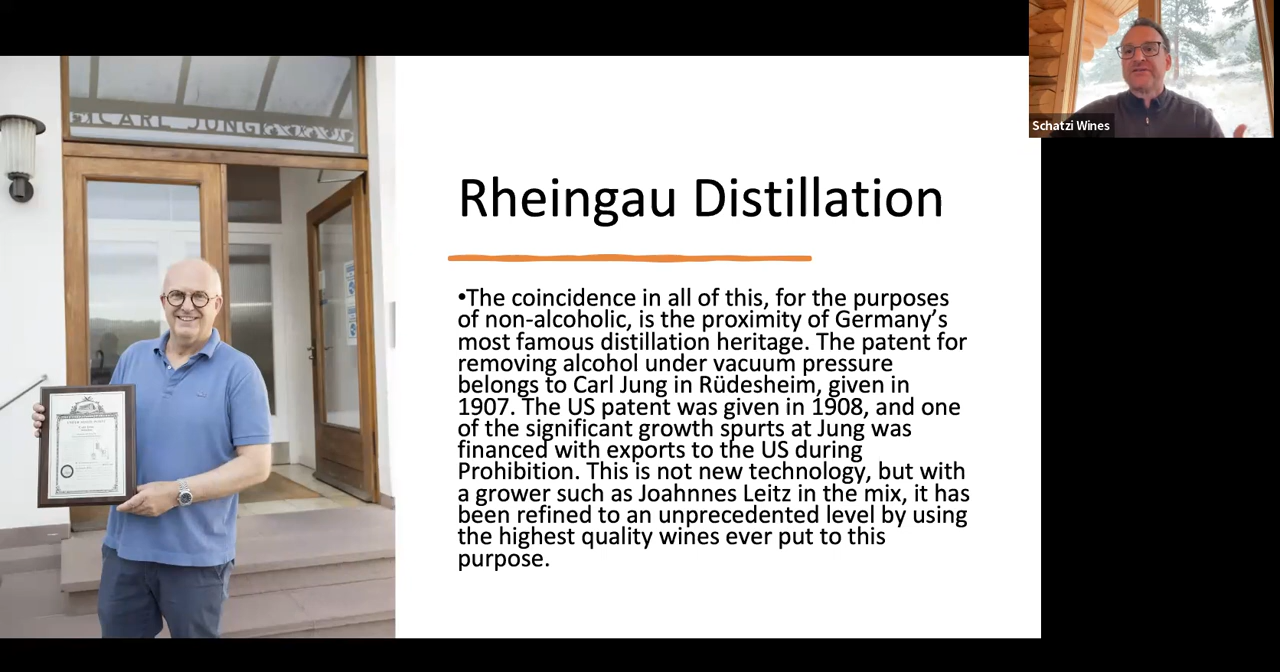 CARL JUNG
Schatzi Wines
Rheingau Distillation
•The coincidence in all of this, for the purposes
of non-alcoholic, is the proximity of Germany’s
most famous distillation heritage. The patent for
removing alcohol under vacuum pressure
belongs to Carl Jung in Rüdesheim, given in
1907. The US patent was given in 1908, and one
of the significant growth spurts at Jung was
financed with exports to the US during
Prohibition. This is not new technology, but with
a grower such as Joahnnes Leitz in the mix, it has
been refined to an unprecedented level by using
the highest quality wines ever put to this
purpose.